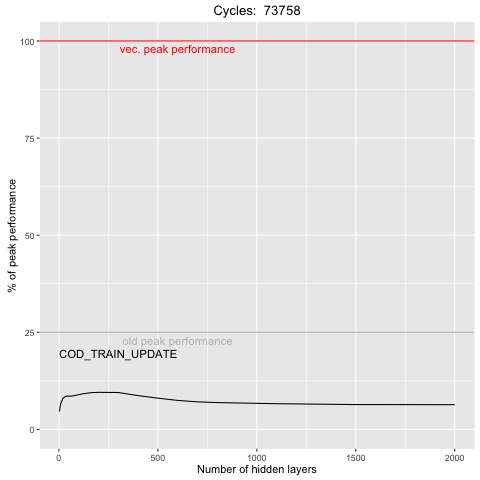 Cycles: 73758
100
vec. peak performance
75
% of peak performance
50
25
old peak performance
COD_TRAIN_UPDATE
0
0
500
1000
1500
2000
Number of hidden layers